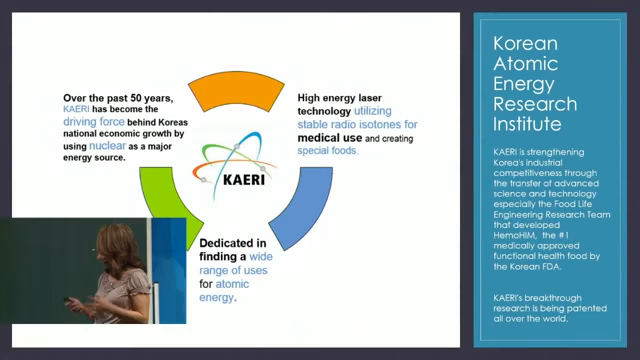 Over the past 50 years,
KAERI has become the
driving force behind Koreas
national economic growth by
using nuclear as a major
energy source.
High energy laser
technology utilizing
stable radio isotones for
medical use and creating
special foods.
KAERI
Dedicated in
finding a wide
range of uses
for atomic
energy.
Korean
Atomic
Energy
Research
Institute
KAERI is strengthening
Korea's industrial
competitiveness through
the transfer of advanced
science and technology
especially the Food Life
Engineering Research Team
that developed
HemoHIM, the #1
medically approved
functional health food by
the Korean FDA.
KAERI's breakthrough
research is being patented
all over the world.